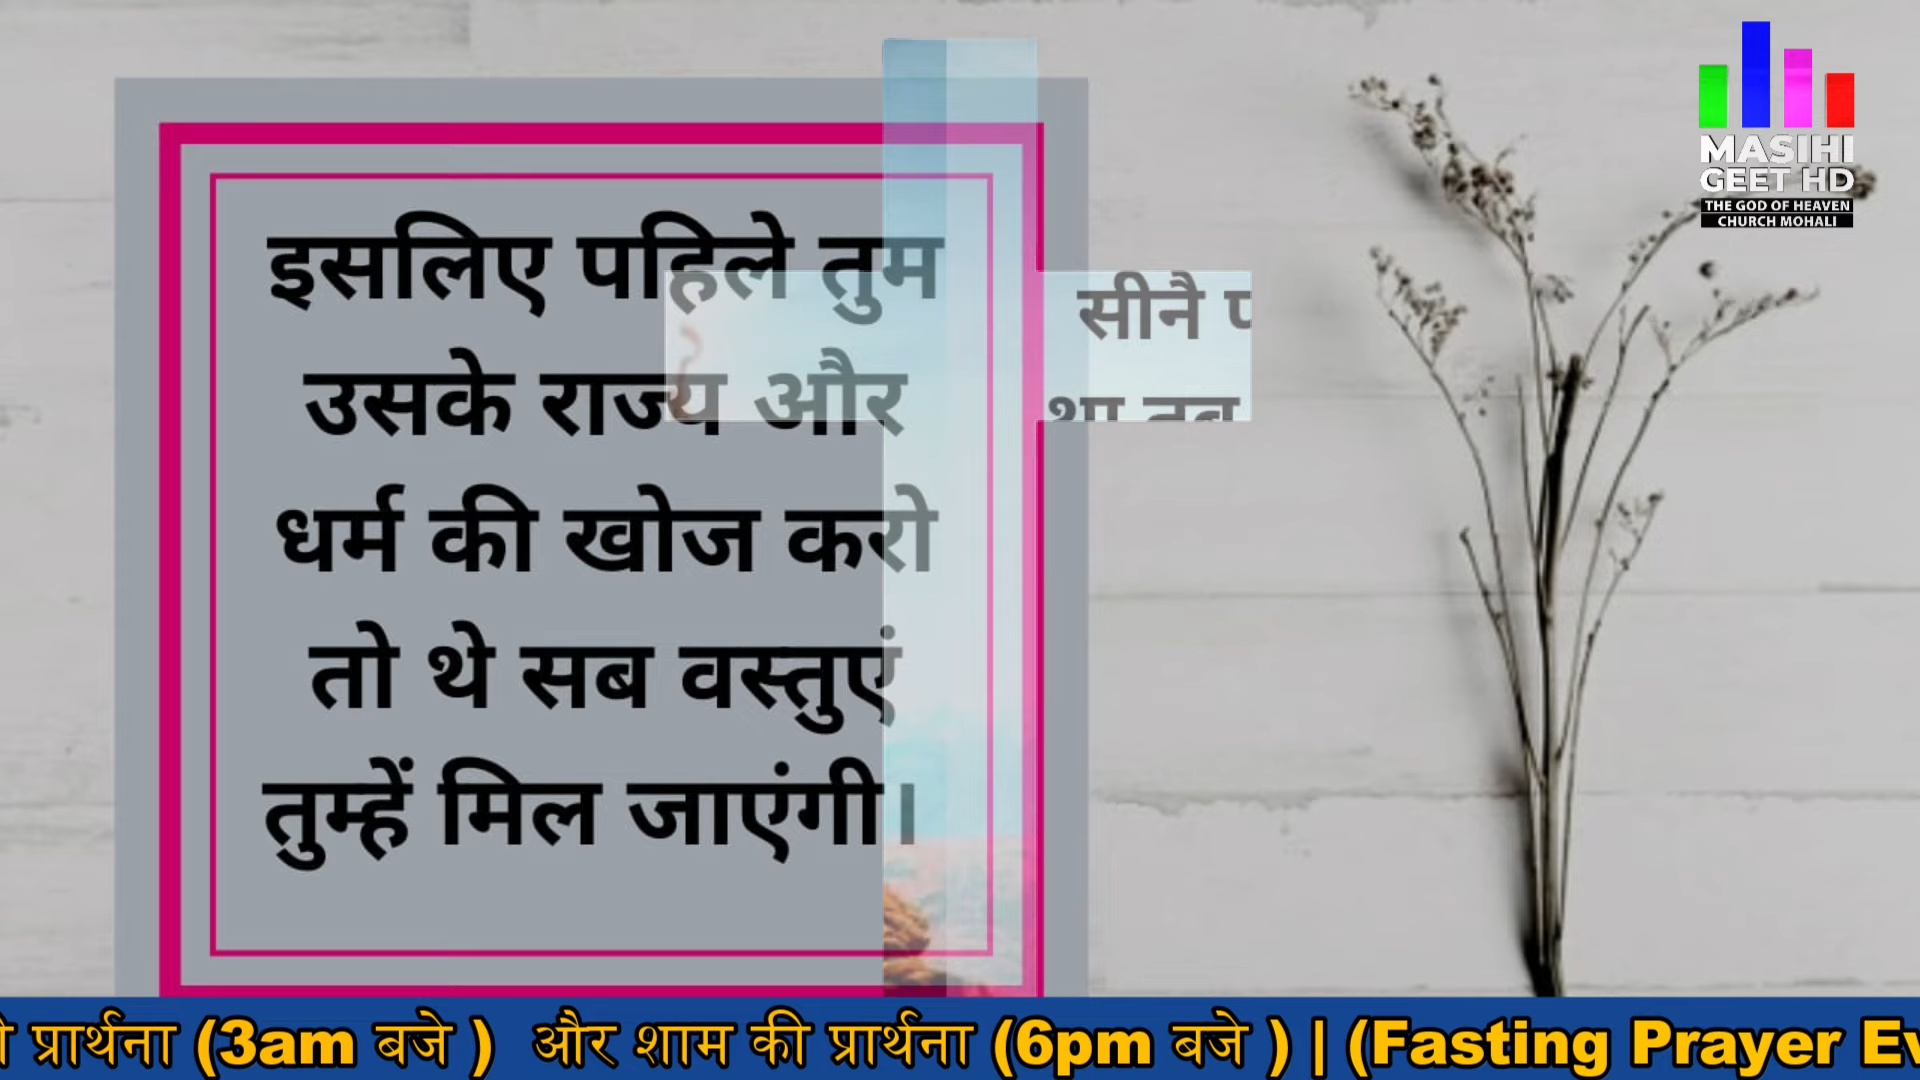 इसलिए पहिले तुम
उसके राज्य और
धर्म की खोज करो
तो थे सब वस्तुएं
तुम्हें मिल जाएंगी।
सीनै
MASIHI
GEET HD
THE GOD OF HEAVEN
CHURCH MOHALI
प्रार्थना (3am बजे ) और शाम की प्रार्थना (6pm बजे ) | (Fasting Prayer